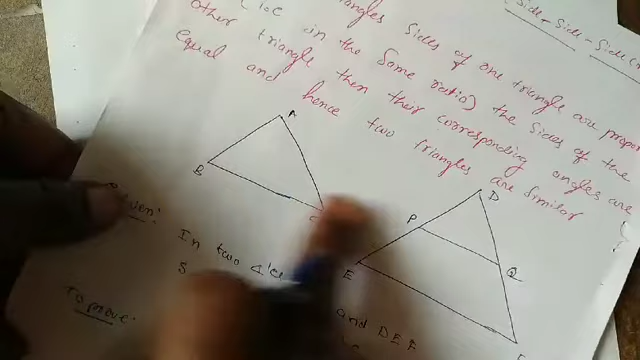 Side - Side - Side
triangles sides of one triangle are propor
in the same ratio) the sides of the
other triangle then their corresponding angles are
equal and hence two triangles are similar
A
B
C
D
P
E
Q
Given:
In two Δ'le
and DEF
To prove: